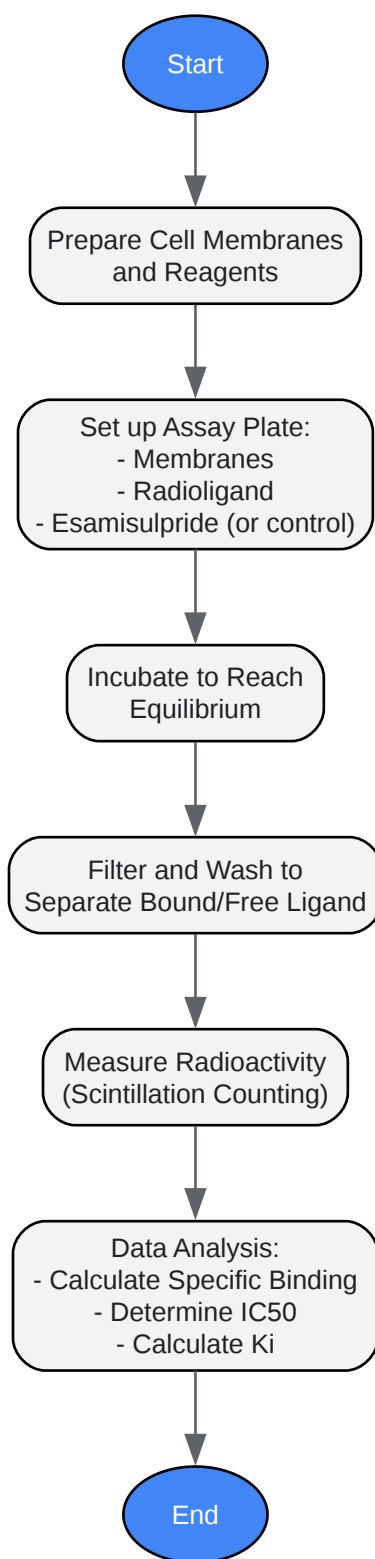 Start
Prepare Cell Membranes
and Reagents
Set up Assay Plate:
- Membranes
- Radioligand
- Esamisulpride (or control)
Incubate to Reach
Equilibrium
Filter and Wash to
Separate Bound/Free Ligand
Measure Radioactivity
(Scintillation Counting)
Data Analysis:
- Calculate Specific Binding
- Determine IC50
- Calculate Ki
End